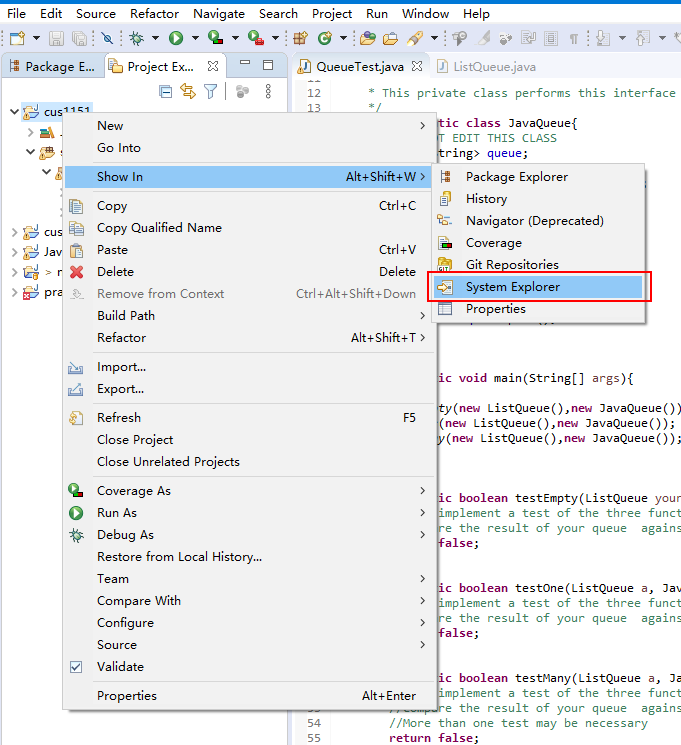 File Edit Source Refactor Navigate Search Project Run Window Help
Package E... Project Ex... QueueTest.java ListQueue.java
11
12 * This private class performs this interface
13 */
cus1151
tic class JavaQueue{
OT EDIT THIS CLASS
tring> queue;
New
Go Into
Show In Alt+Shift+W
Package Explorer
History
Navigator (Deprecated)
Coverage
Git Repositories
System Explorer
Properties
Copy Ctrl+C
Copy Qualified Name
Paste Ctrl+V
Delete Delete
Remove from Context Ctrl+Alt+Shift+Down
Build Path
Refactor Alt+Shift+T
Import...
Export...
Refresh F5
Close Project
Close Unrelated Projects
Coverage As
Run As
Debug As
Restore from Local History...
Team
Compare With
Configure
Source
Validate
Properties Alt+Enter
cus
Jav
> n
pra
ic void main(String[] args){
ty(new ListQueue(),new JavaQueue())
(new ListQueue(),new JavaQueue());
y(new ListQueue(),new JavaQueue());
ic boolean testEmpty(ListQueue your
implement a test of the three funct
re the result of your queue agains
false;
ic boolean testOne(ListQueue a, Jav
implement a test of the three funct
re the result of your queue agains
false;
ic boolean testMany(ListQueue a, Ja
implement a test of the three funct
//Compare the result of your queue agains
54 //More than one test may be necessary
55 return false;